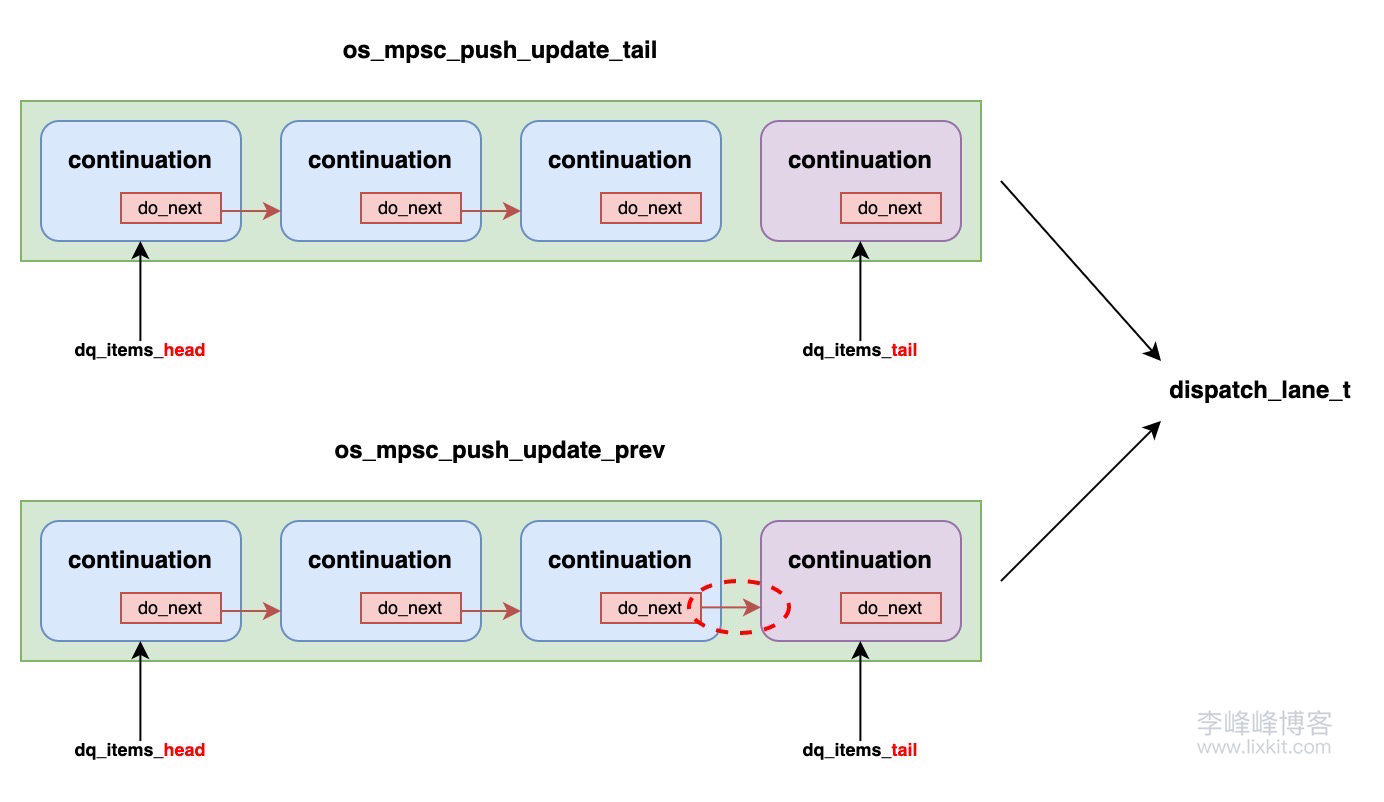 os_mpsc_push_update_tail
continuation
continuation
continuation
continuation
do_next
do_next
do_next
do_next
dq_items_head
dq_items_tail
dispatch_lane_t
os_mpsc_push_update_prev
continuation
continuation
continuation
continuation
do_next
do_next
do_next
do_next
dq_items_head
dq_items_tail
李峰峰博客
www.lixkit.com